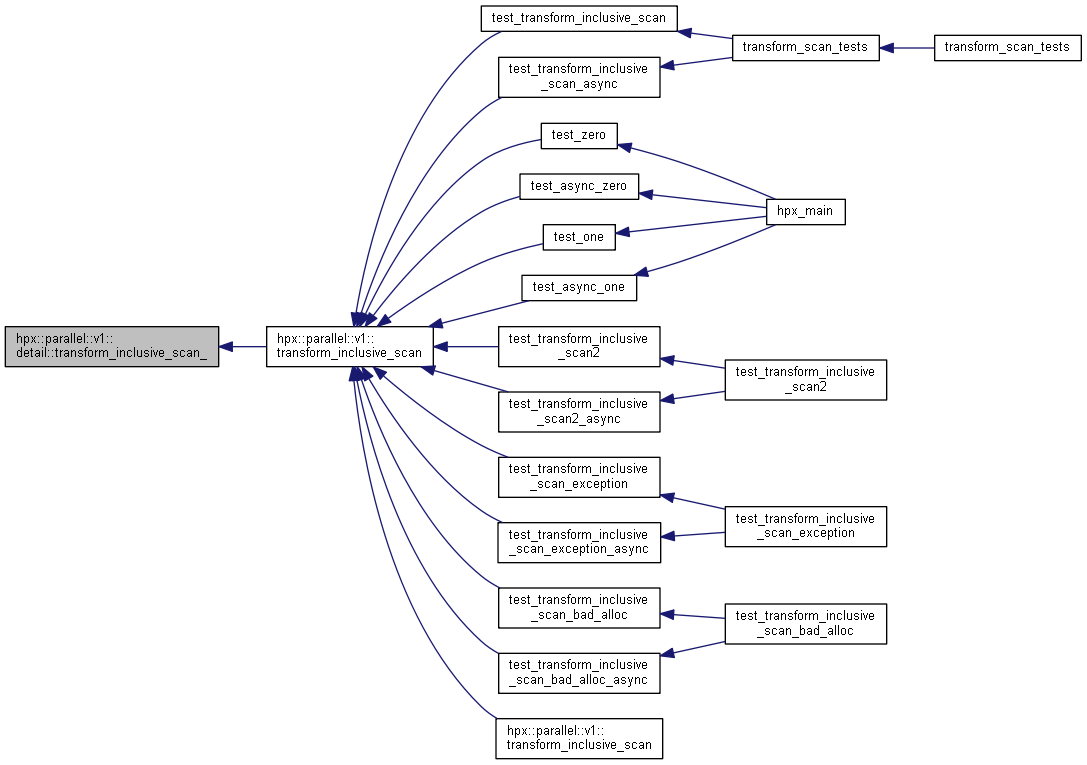 test_transform_inclusive_scan
transform_scan_tests
transform_scan_tests
test_transform_inclusive
_scan_async
test_zero
test_async_zero
hpx_main
test_one
test_async_one
hpx::parallel::v1::
detail::transform_inclusive_scan_
hpx::parallel::v1::
transform_inclusive_scan
test_transform_inclusive
_scan2
test_transform_inclusive
_scan2
test_transform_inclusive
_scan2_async
test_transform_inclusive
_scan_exception
test_transform_inclusive
_scan_exception
test_transform_inclusive
_scan_exception_async
test_transform_inclusive
_scan_bad_alloc
test_transform_inclusive
_scan_bad_alloc
test_transform_inclusive
_scan_bad_alloc_async
hpx::parallel::v1::
transform_inclusive_scan